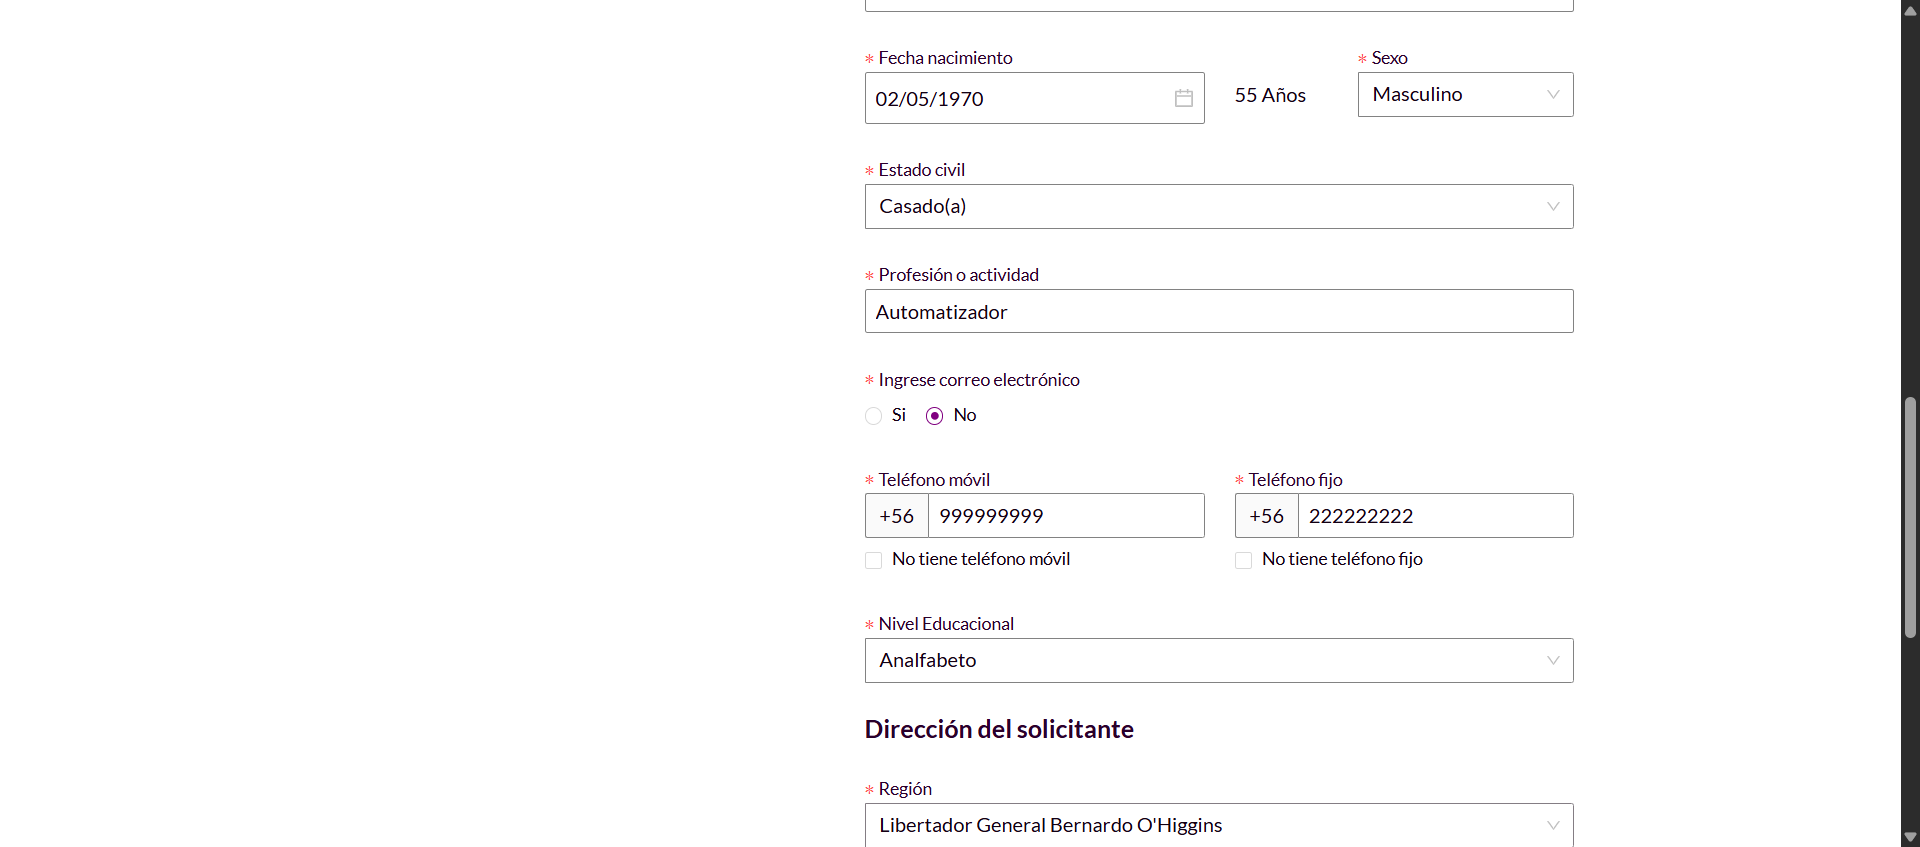 * Fecha nacimiento
* Sexo
02/05/1970
55 Años
Masculino
* Estado civil
Casado(a)
* Profesión o actividad
Automatizador
* Ingrese correo electrónico
Si
No
* Teléfono móvil
* Teléfono fijo
+56 999999999
+56 222222222
No tiene teléfono móvil
No tiene teléfono fijo
* Nivel Educacional
Analfabeto
Dirección del solicitante
* Región
Libertador General Bernardo O'Higgins